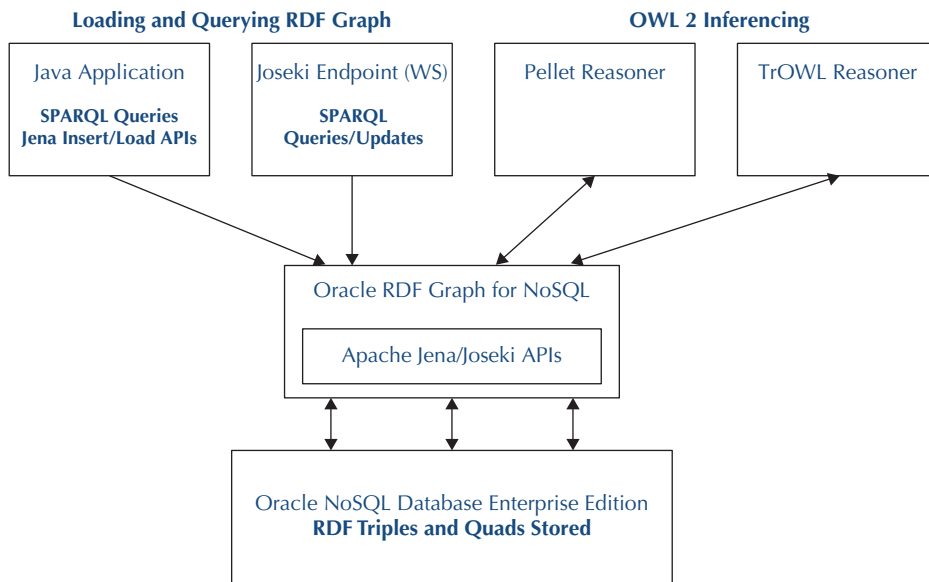 Loading and Querying RDF Graph
OWL 2 Inferencing
Java Application
SPARQL Queries
Jena Insert/Load APIs
Joseki Endpoint (WS)
SPARQL
Queries/Updates
Pellet Reasoner
TrOWL Reasoner
Oracle RDF Graph for NoSQL
Apache Jena/Joseki APIs
Oracle NoSQL Database Enterprise Edition
RDF Triples and Quads Stored